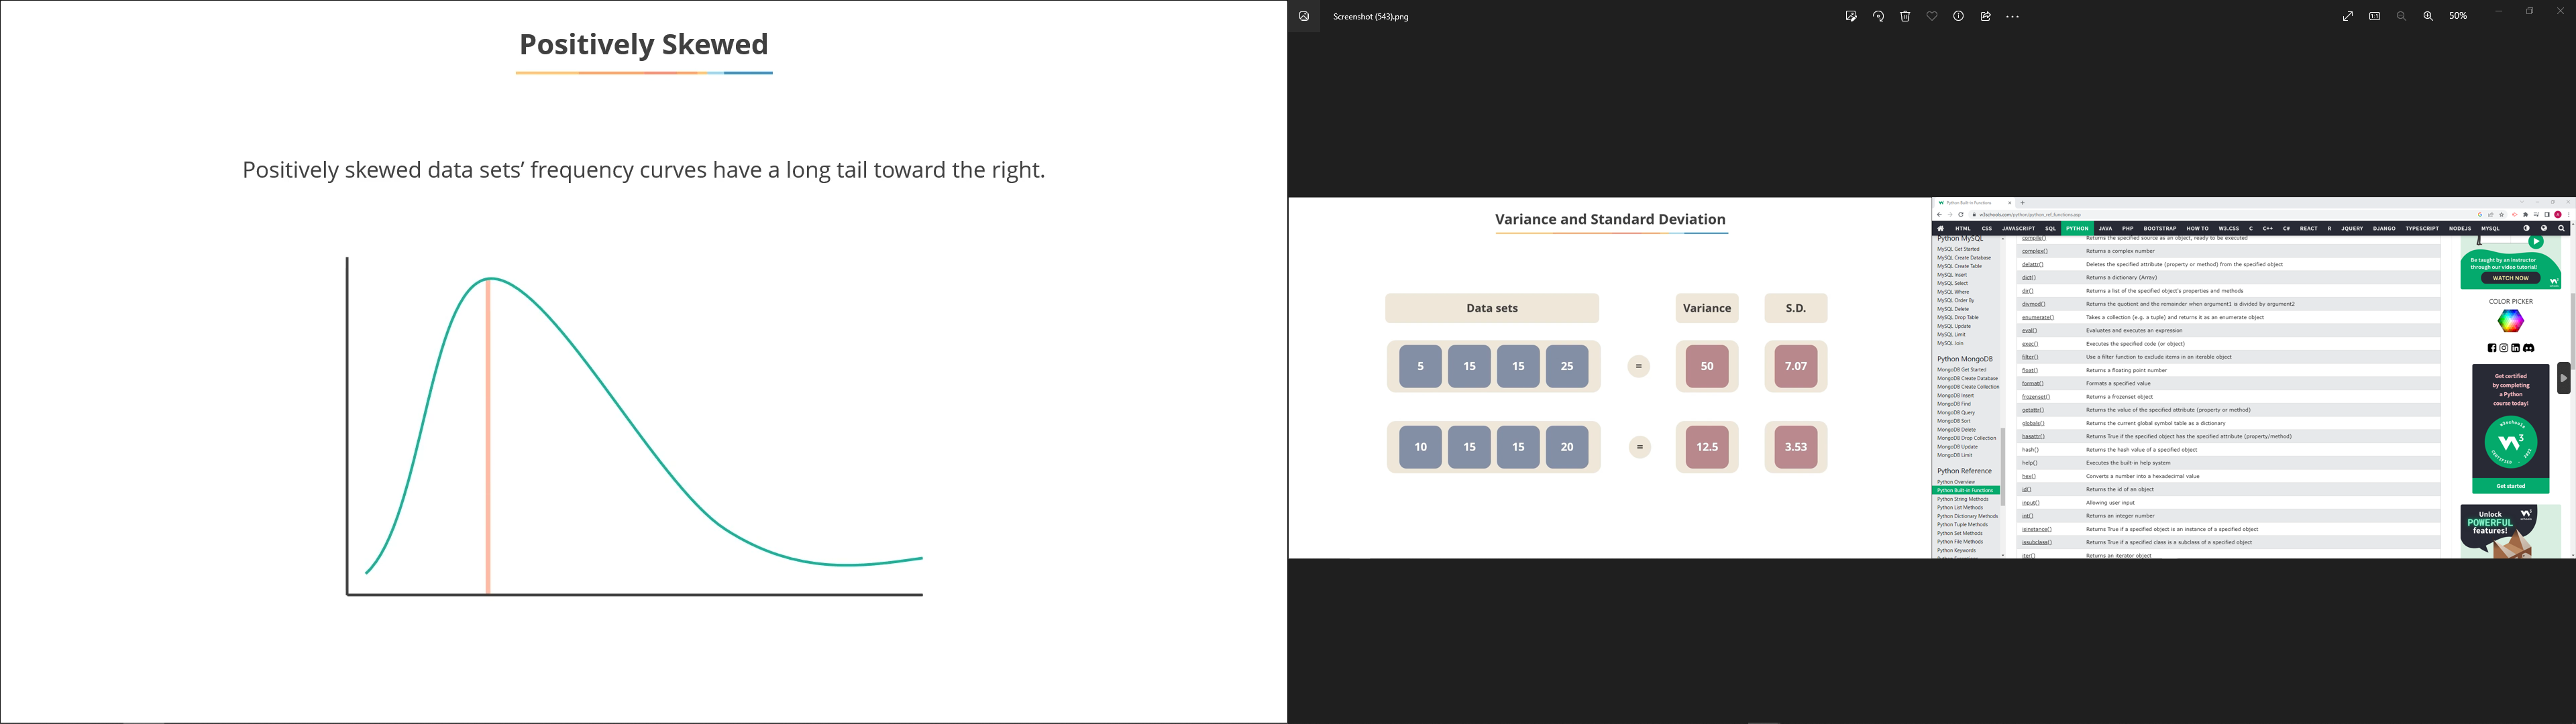 Positively Skewed
Positively skewed data sets’ frequency curves have a long tail toward the right.
Screenshot (543).png
50%
Variance and Standard Deviation
Data sets
Variance
S.D.
5 15 15 25 = 50 7.07
10 15 15 20 = 12.5 3.53
Python Built-in Functions
w3schools.com/python/python_ref_functions.asp
HTML CSS JAVASCRIPT SQL PYTHON JAVA PHP BOOTSTRAP HOW TO W3.CSS C C++ C# REACT R JQUERY DJANGO TYPESCRIPT NODEJS MYSQL
Python MySQL
MySQL Get Started
MySQL Create Database
MySQL Create Table
MySQL Insert
MySQL Select
MySQL Where
MySQL Order By
MySQL Delete
MySQL Drop Table
MySQL Update
MySQL Limit
MySQL Join
Python MongoDB
MongoDB Get Started
MongoDB Create Database
MongoDB Create Collection
MongoDB Insert
MongoDB Find
MongoDB Query
MongoDB Sort
MongoDB Delete
MongoDB Drop Collection
MongoDB Update
MongoDB Limit
Python Reference
Python Overview
Python Built-in Functions
Python String Methods
Python List Methods
Python Dictionary Methods
Python Tuple Methods
Python Set Methods
Python File Methods
Python Keywords
compile() Returns the specified source as an object, ready to be executed
complex() Returns a complex number
delattr() Deletes the specified attribute (property or method) from the specified object
dict() Returns a dictionary (Array)
dir() Returns a list of the specified object's properties and methods
divmod() Returns the quotient and the remainder when argument1 is divided by argument2
enumerate() Takes a collection (e.g. a tuple) and returns it as an enumerate object
eval() Evaluates and executes an expression
exec() Executes the specified code (or object)
filter() Use a filter function to exclude items in an iterable object
float() Returns a floating point number
format() Formats a specified value
frozenset() Returns a frozenset object
getattr() Returns the value of the specified attribute (property or method)
globals() Returns the current global symbol table as a dictionary
hasattr() Returns True if the specified object has the specified attribute (property/method)
hash() Returns the hash value of a specified object
help() Executes the built-in help system
hex() Converts a number into a hexadecimal value
id() Returns the id of an object
input() Allowing user input
int() Returns an integer number
isinstance() Returns True if a specified object is an instance of a specified object
issubclass() Returns True if a specified class is a subclass of a specified object
iter() Returns an iterator object
Be taught by an instructor
through our video tutorial!
WATCH NOW
COLOR PICKER
Get certified
by completing
a Python
course today!
w3schools
CERTIFIED
Get started
Unlock
POWERFUL
features!